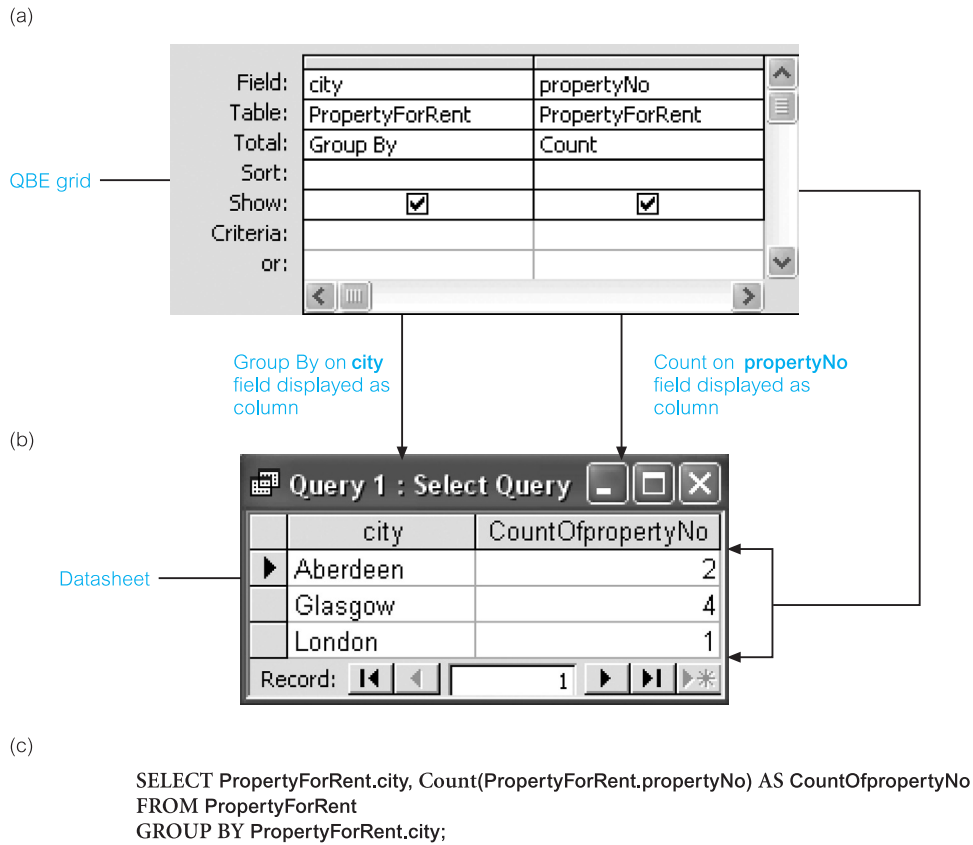 (a)
Field: city propertyNo
Table: PropertyForRent PropertyForRent
Total: Group By Count
Sort:
QBE grid
Show:
Criteria:
or:
Group By on city
field displayed as
column
Count on propertyNo
field displayed as
column
(b)
Query 1 : Select Query
city CountOfpropertyNo
Aberdeen 2
Datasheet
Glasgow 4
London 1
Record: 1
(c)
SELECT PropertyForRent.city, Count(PropertyForRent.propertyNo) AS CountOfpropertyNo
FROM PropertyForRent
GROUP BY PropertyForRent.city;